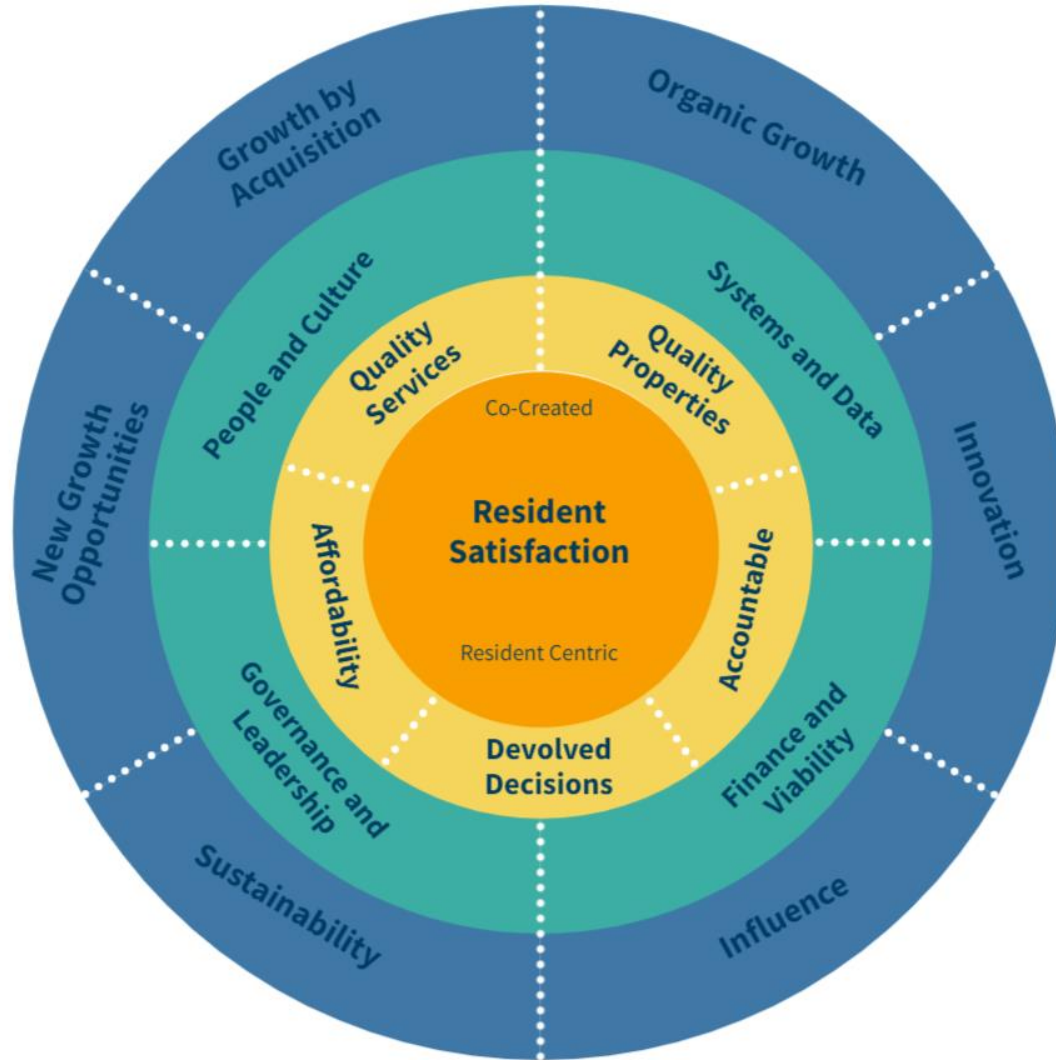 Growth by
Acquisition
Organic Growth
New Growth
Opportunities
Innovation
Sustainability
Influence
People and Culture
Systems and Data
Governance and
Leadership
Finance and
Viability
Quality
Services
Quality
Properties
Affordability
Accountable
Devolved
Decisions
Co-Created
Resident
Satisfaction
Resident Centric